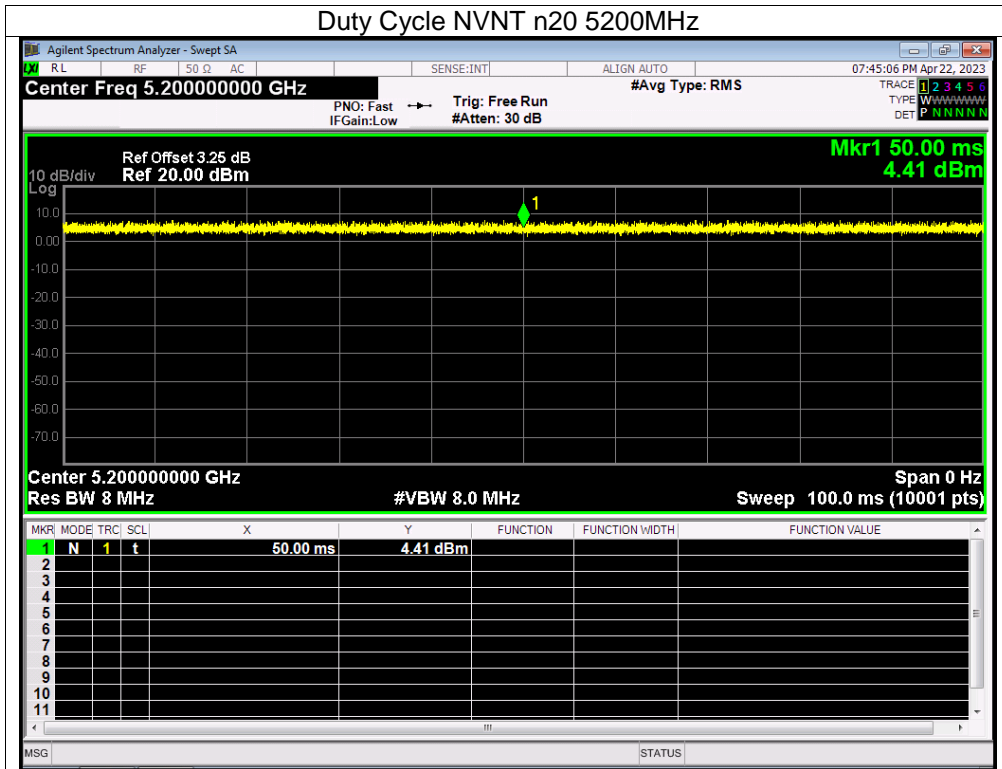 Duty Cycle NVNT n20 5200MHz
Agilent Spectrum Analyzer - Swept SA
LXI RL RF 50 Ω AC SENSE:INT ALIGN AUTO 07:45:06 PM Apr 22, 2023
Center Freq 5.200000000 GHz #Avg Type: RMS TRACE 1 2 3 4 5 6
PNO: Fast Trig: Free Run TYPE WWWWWW
IFGain:Low #Atten: 30 dB DET P N N N N N
Mkr1 50.00 ms
Ref Offset 3.25 dB
10 dB/div Ref 20.00 dBm 4.41 dBm
Log
1
10.0
0.00
-10.0
-20.0
-30.0
-40.0
-50.0
-60.0
-70.0
Center 5.200000000 GHz Span 0 Hz
Res BW 8 MHz #VBW 8.0 MHz Sweep 100.0 ms (10001 pts)
MKR MODE TRC SCL X Y FUNCTION FUNCTION WIDTH FUNCTION VALUE
1 N 1 t 50.00 ms 4.41 dBm
2
3
4
5
6
7
8
9
10
11
MSG STATUS